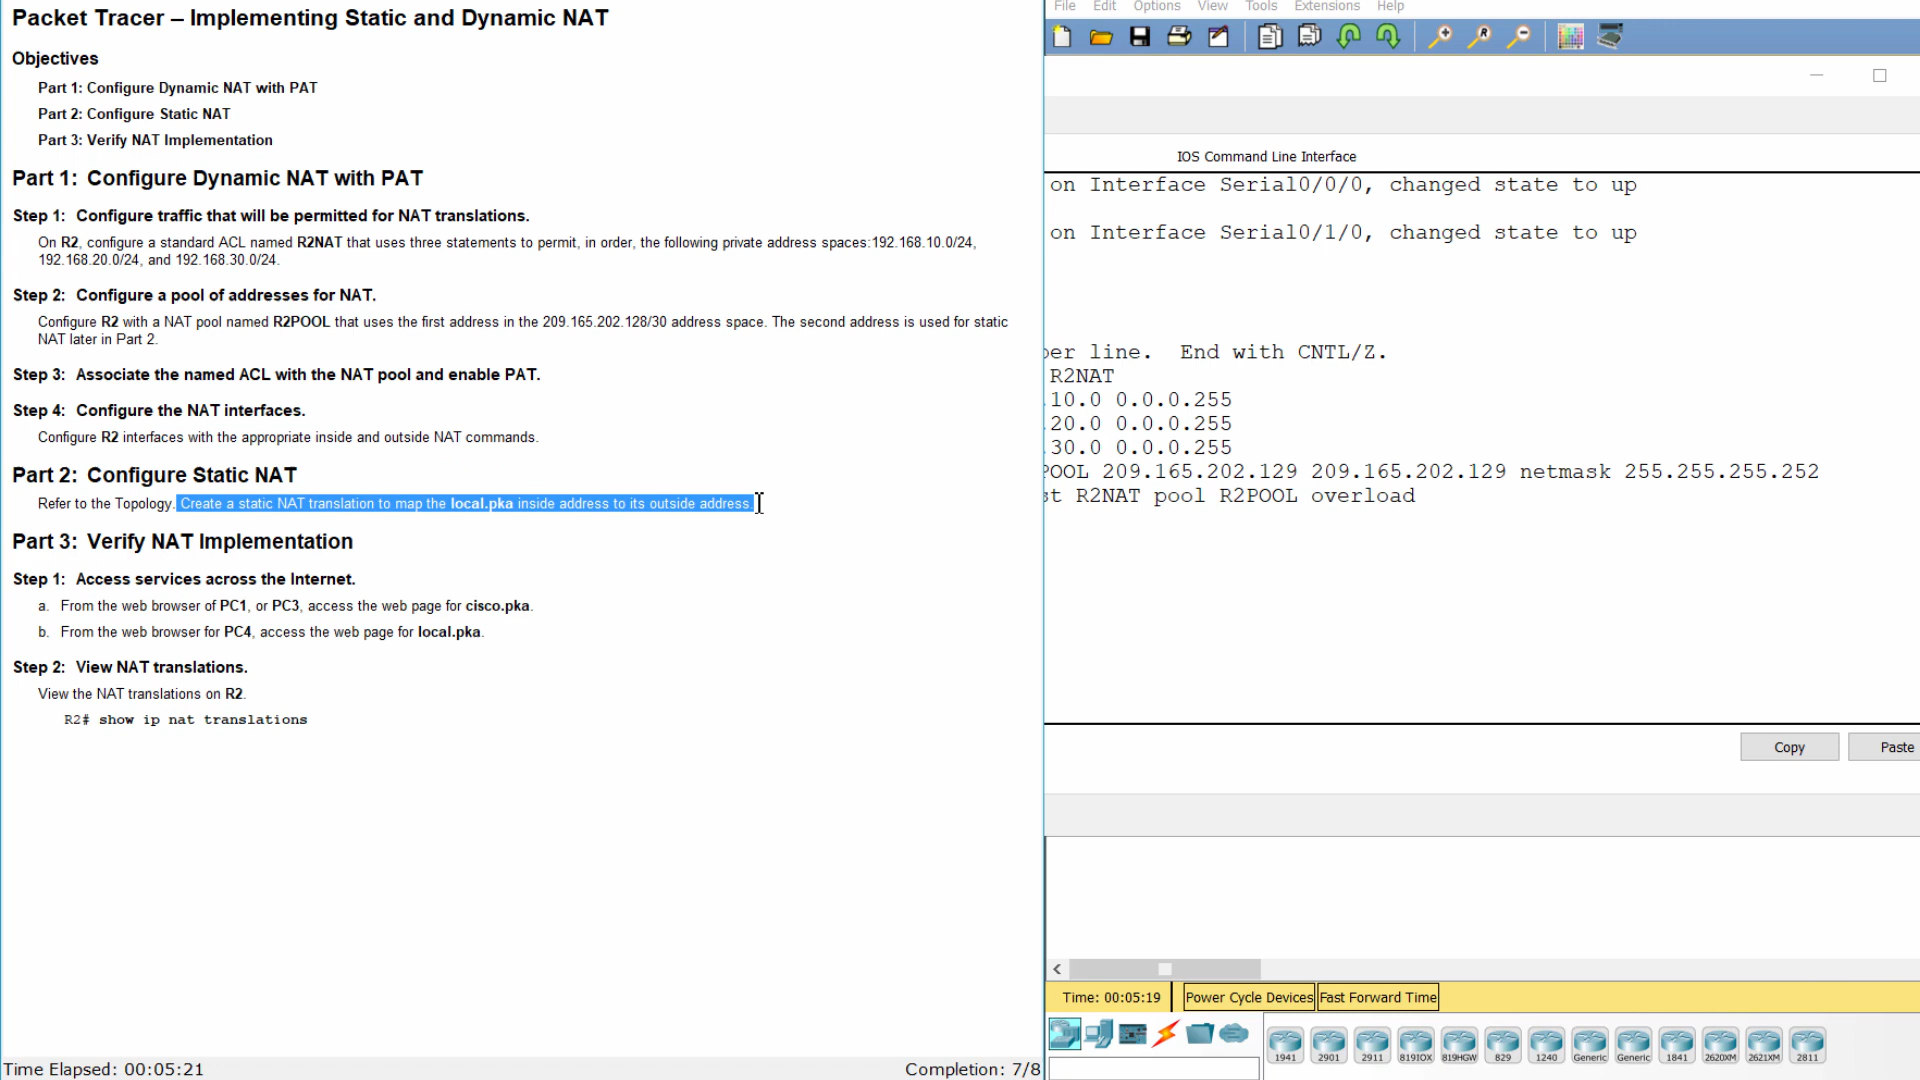 Packet Tracer – Implementing Static and Dynamic NAT
Objectives
Part 1: Configure Dynamic NAT with PAT
Part 2: Configure Static NAT
Part 3: Verify NAT Implementation
Part 1: Configure Dynamic NAT with PAT
Step 1: Configure traffic that will be permitted for NAT translations.
On R2, configure a standard ACL named R2NAT that uses three statements to permit, in order, the following private address spaces:192.168.10.0/24,
192.168.20.0/24, and 192.168.30.0/24.
Step 2: Configure a pool of addresses for NAT.
Configure R2 with a NAT pool named R2POOL that uses the first address in the 209.165.202.128/30 address space. The second address is used for static
NAT later in Part 2.
Step 3: Associate the named ACL with the NAT pool and enable PAT.
Step 4: Configure the NAT interfaces.
Configure R2 interfaces with the appropriate inside and outside NAT commands.
Part 2: Configure Static NAT
Refer to the Topology. Create a static NAT translation to map the local.pka inside address to its outside address.
Part 3: Verify NAT Implementation
Step 1: Access services across the Internet.
a. From the web browser of PC1, or PC3, access the web page for cisco.pka.
b. From the web browser for PC4, access the web page for local.pka.
Step 2: View NAT translations.
View the NAT translations on R2.
R2# show ip nat translations
Time Elapsed: 00:05:21
Completion: 7/8
File Edit Options View Tools Extensions Help
IOS Command Line Interface
on Interface Serial0/0/0, changed state to up
on Interface Serial0/1/0, changed state to up
per line. End with CNTL/Z.
R2NAT
.10.0 0.0.0.255
.20.0 0.0.0.255
.30.0 0.0.0.255
POOL 209.165.202.129 209.165.202.129 netmask 255.255.255.252
st R2NAT pool R2POOL overload
Copy Paste
Time: 00:05:19 Power Cycle Devices Fast Forward Time
1941 2901 2911 819IOX 819HGW 829 1240 Generic Generic 1841 2620XM 2621XM 2811